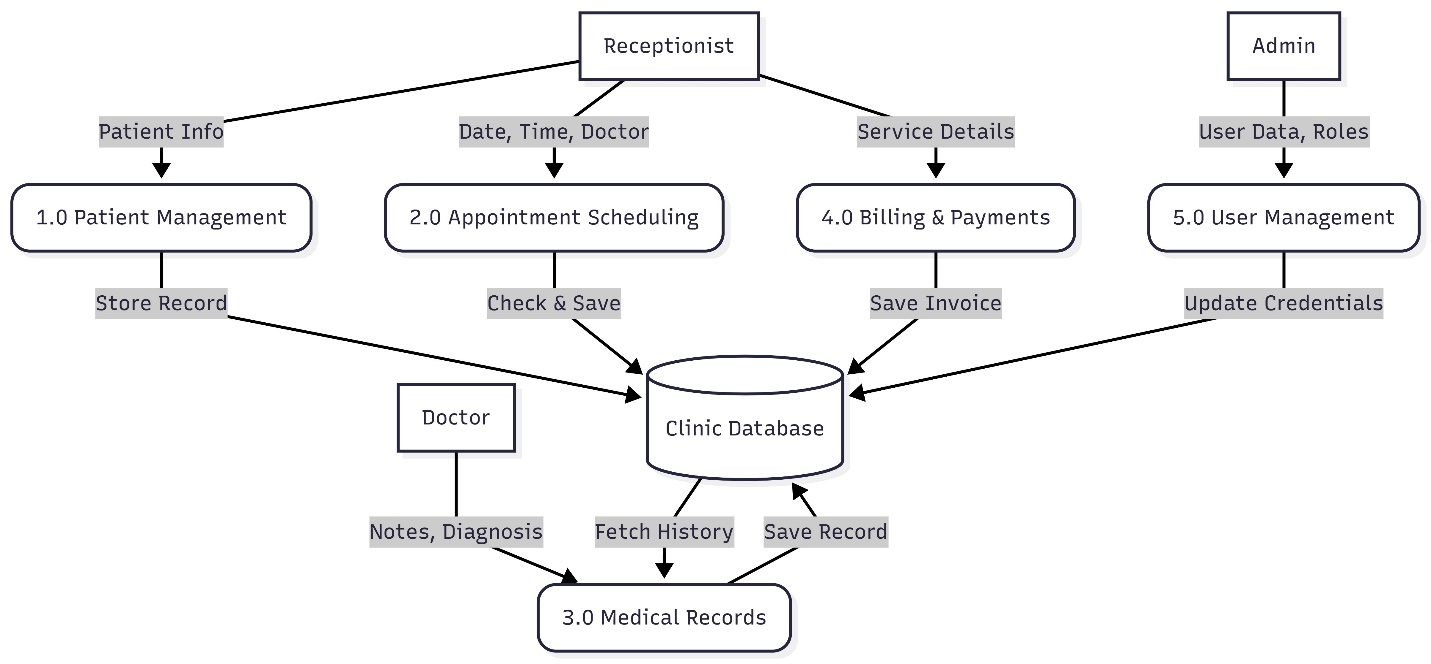 Receptionist
Admin
Patient Info
Date, Time, Doctor
Service Details
User Data, Roles
1.0 Patient Management
2.0 Appointment Scheduling
4.0 Billing & Payments
5.0 User Management
Store Record
Check & Save
Save Invoice
Update Credentials
Doctor
Clinic Database
Notes, Diagnosis
Fetch History
Save Record
3.0 Medical Records